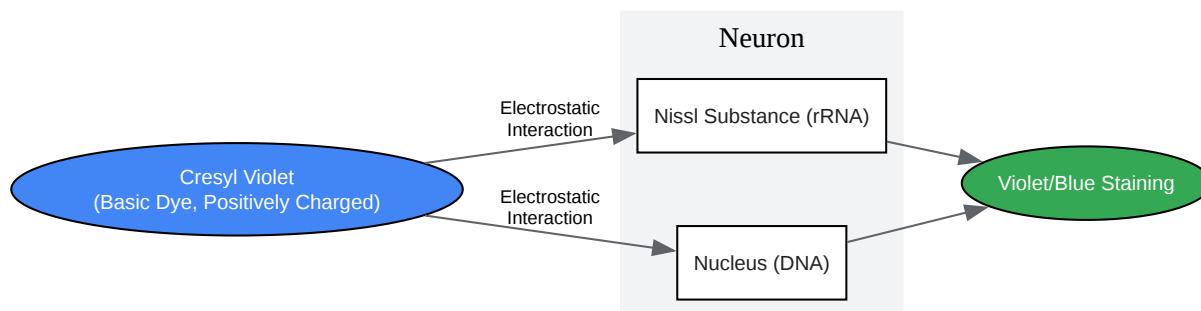 Neuron
Electrostatic
Interaction
Nissl Substance (rRNA)
Cresyl Violet
(Basic Dye, Positively Charged)
Violet/Blue Staining
Electrostatic
Interaction
Nucleus (DNA)